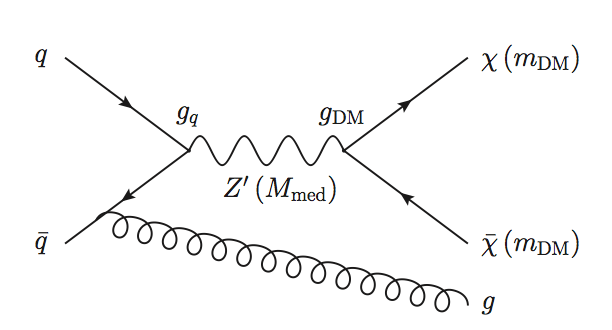 q
χ (m_DM)
g_q
g_DM
Z′ (M_med)
q̄
χ̄ (m_DM)
g